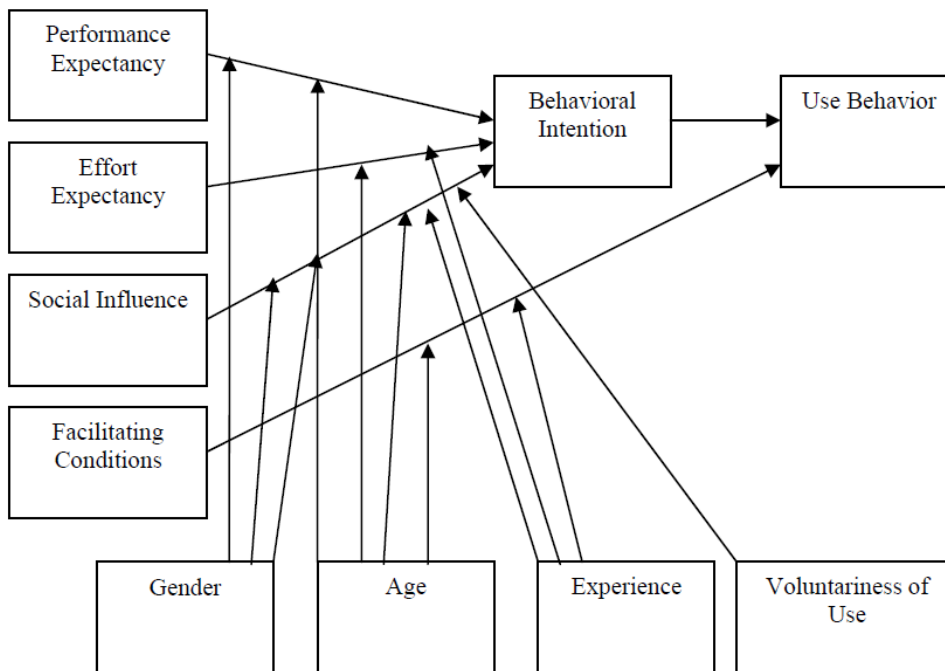 Performance
Expectancy
Behavioral
Intention
Use Behavior
Effort
Expectancy
Social Influence
Facilitating
Conditions
Gender
Age
Experience
Voluntariness of
Use